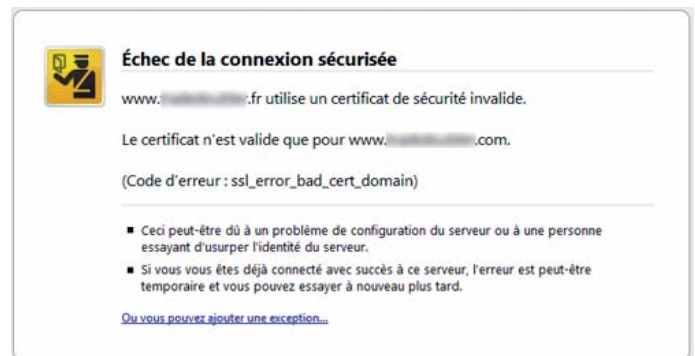 Échec de la connexion sécurisée
www. .fr utilise un certificat de sécurité invalide.
Le certificat n'est valide que pour www. .com.
(Code d'erreur : ssl_error_bad_cert_domain)
Ceci peut-être dû à un problème de configuration du serveur ou à une personne
essayant d'usurper l'identité du serveur.
Si vous vous êtes déjà connecté avec succès à ce serveur, l'erreur est peut-être
temporaire et vous pouvez essayer à nouveau plus tard.
Ou vous pouvez ajouter une exception...